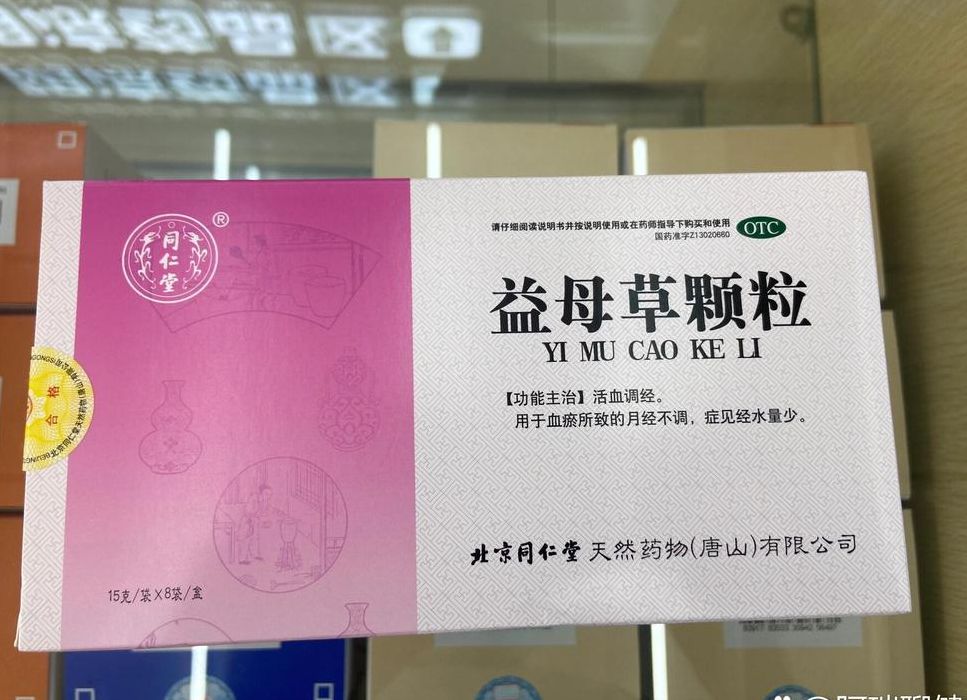 同仁堂
®
请仔细阅读说明书并按说明使用或在药师指导下购买和使用
国药准字Z13020660
OTC
益母草颗粒
YI MU CAO KE LI
【功能主治】活血调经。
用于血瘀所致的月经不调，症见经水量少。
合格
北京同仁堂天然药物(唐山)有限公司
15克/袋X8袋/盒